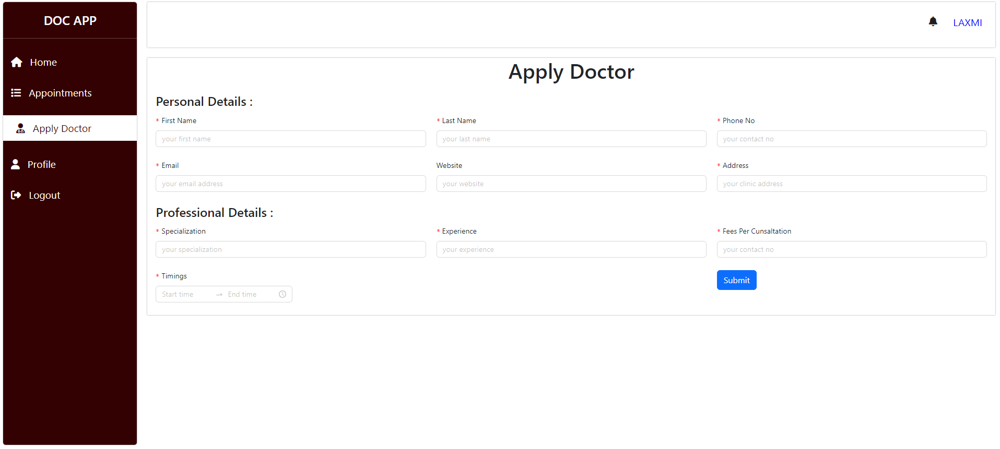 DOC APP
Home
Appointments
Apply Doctor
Profile
Logout
LAXMI
Apply Doctor
Personal Details :
* First Name * Last Name * Phone No
your first name your last name your contact no
* Email Website * Address
your email address your website your clinic address
Professional Details :
* Specialization * Experience * Fees Per Cunsaltation
your specialization your experience your contact no
* Timings
Start time End time
Submit